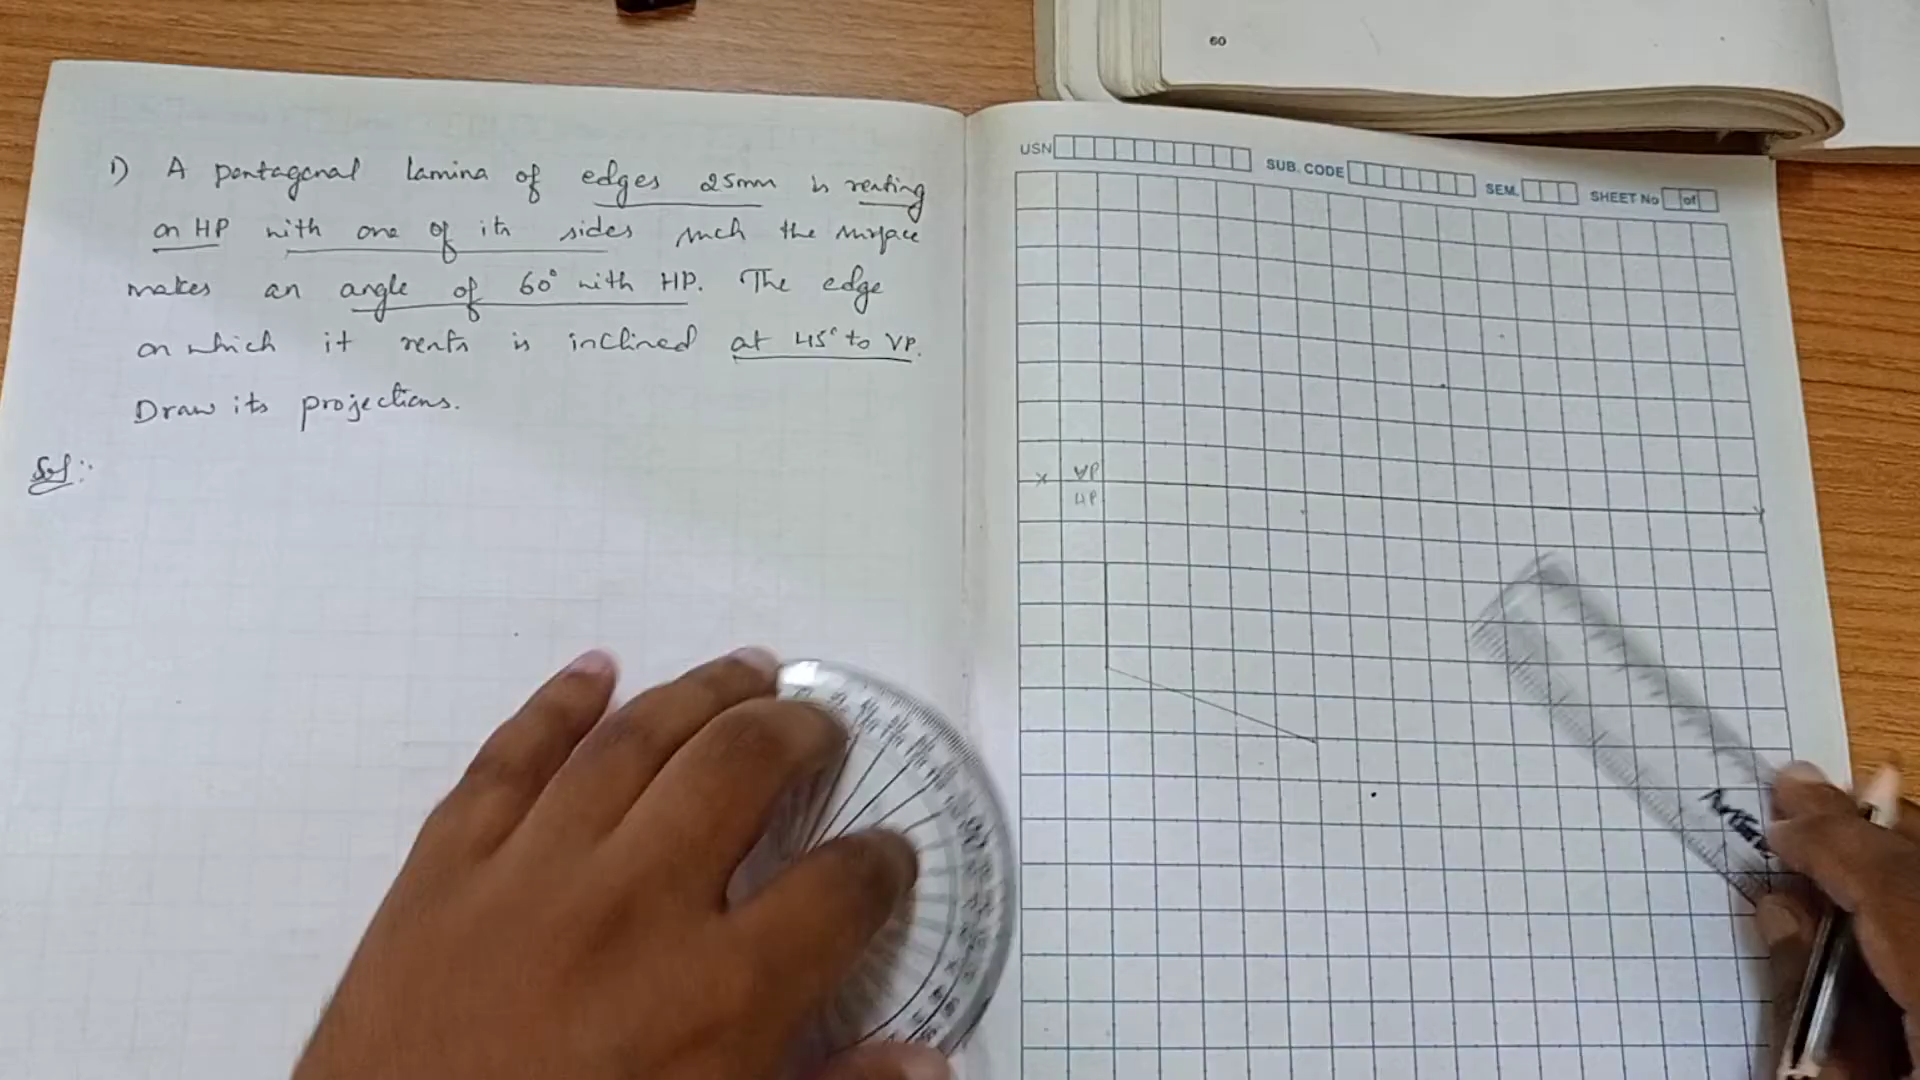 1) A pentagonal lamina of edges 25mm is resting
on HP with one of its sides such the surface
makes an angle of 60° with HP. The edge
on which it rests is inclined at 45° to VP.
Draw its projections.
Sol:-
60
USN
SUB. CODE
SEM.
SHEET No of
X VP
HP
Y